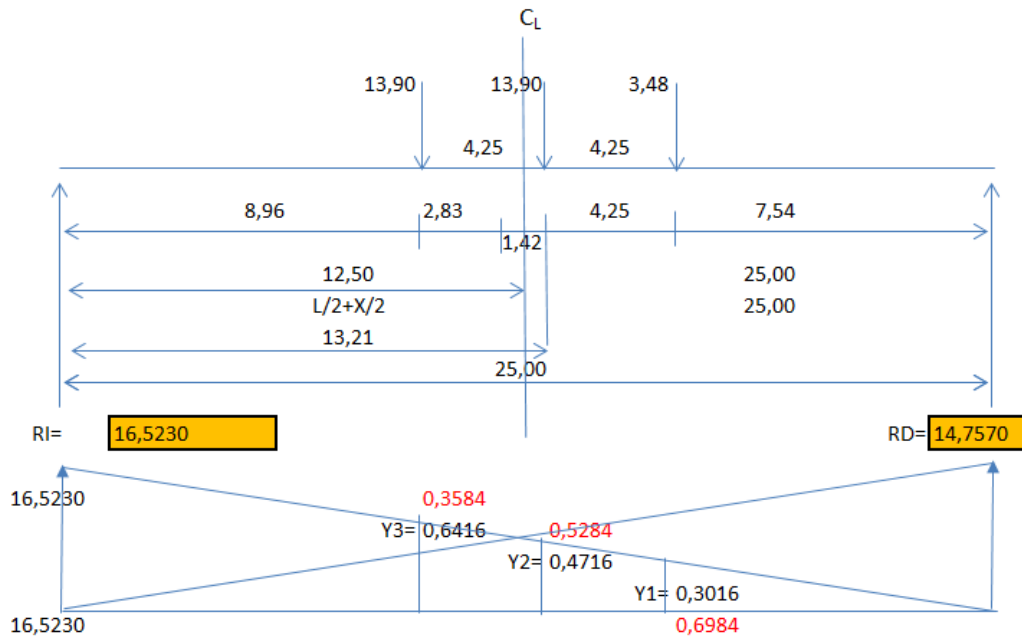 CL
13,90 13,90 3,48
4,25 4,25
8,96 2,83 4,25 7,54
1,42
12,50 25,00
L/2+X/2 25,00
13,21
25,00
RI= 16,5230 RD= 14,7570
16,5230 0,3584
Y3= 0,6416 0,5284
Y2= 0,4716
Y1= 0,3016
16,5230 0,6984